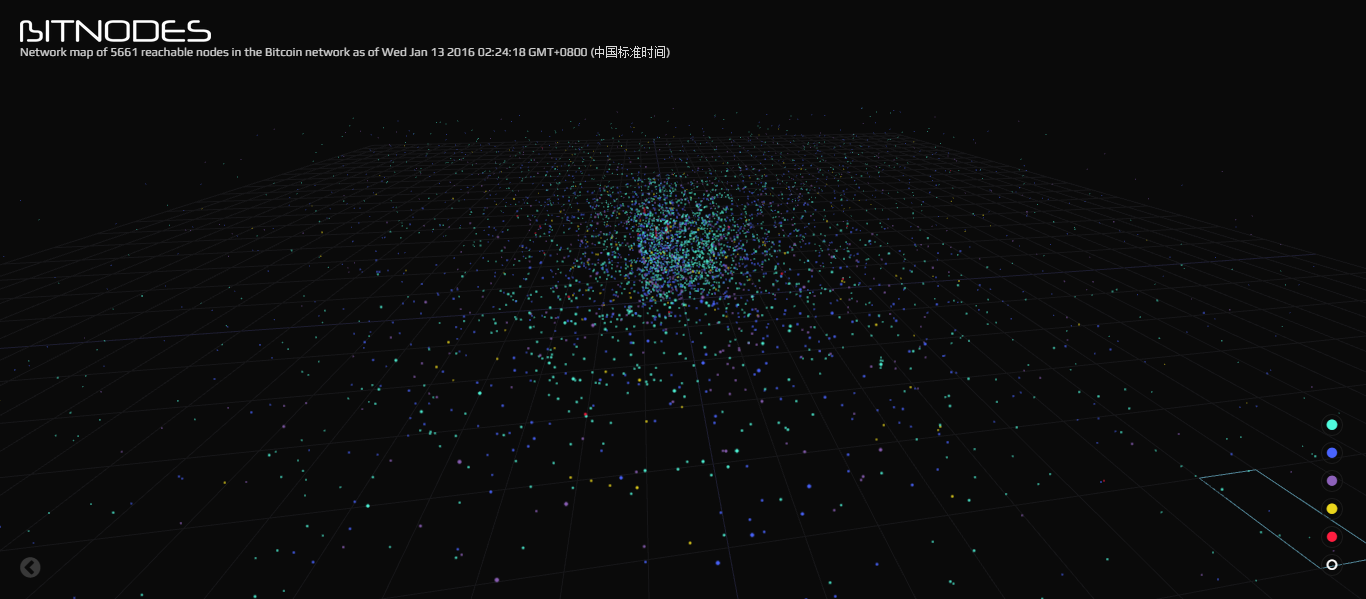 BITNODES
Network map of 5661 reachable nodes in the Bitcoin network as of Wed Jan 13 2016 02:24:18 GMT+0800 (中国标准时间)